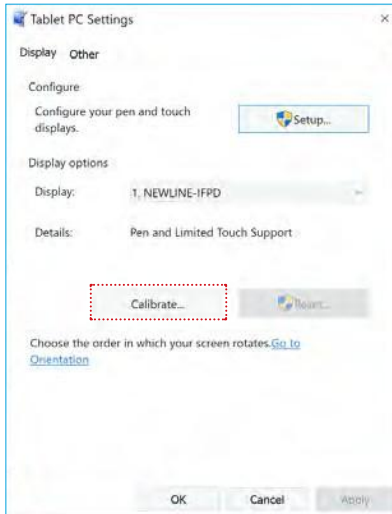 Tablet PC Settings
Display Other
Configure
Configure your pen and touch
displays.
Setup...
Display options
Display: 1. NEWLINE-IFPD
Details: Pen and Limited Touch Support
Calibrate... Reset...
Choose the order in which your screen rotates.Go to
Orientation
OK Cancel Apply